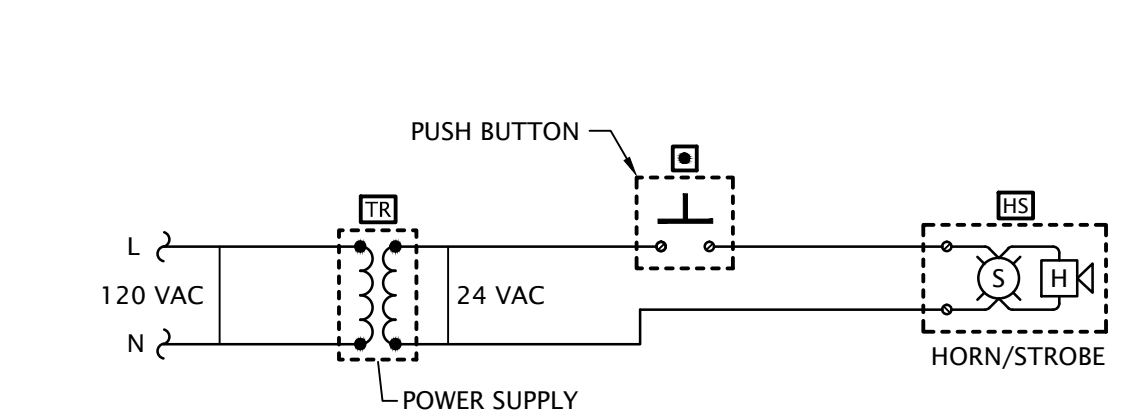 PUSH BUTTON
TR
HS
L
120 VAC
24 VAC
S
H
N
HORN/STROBE
POWER SUPPLY